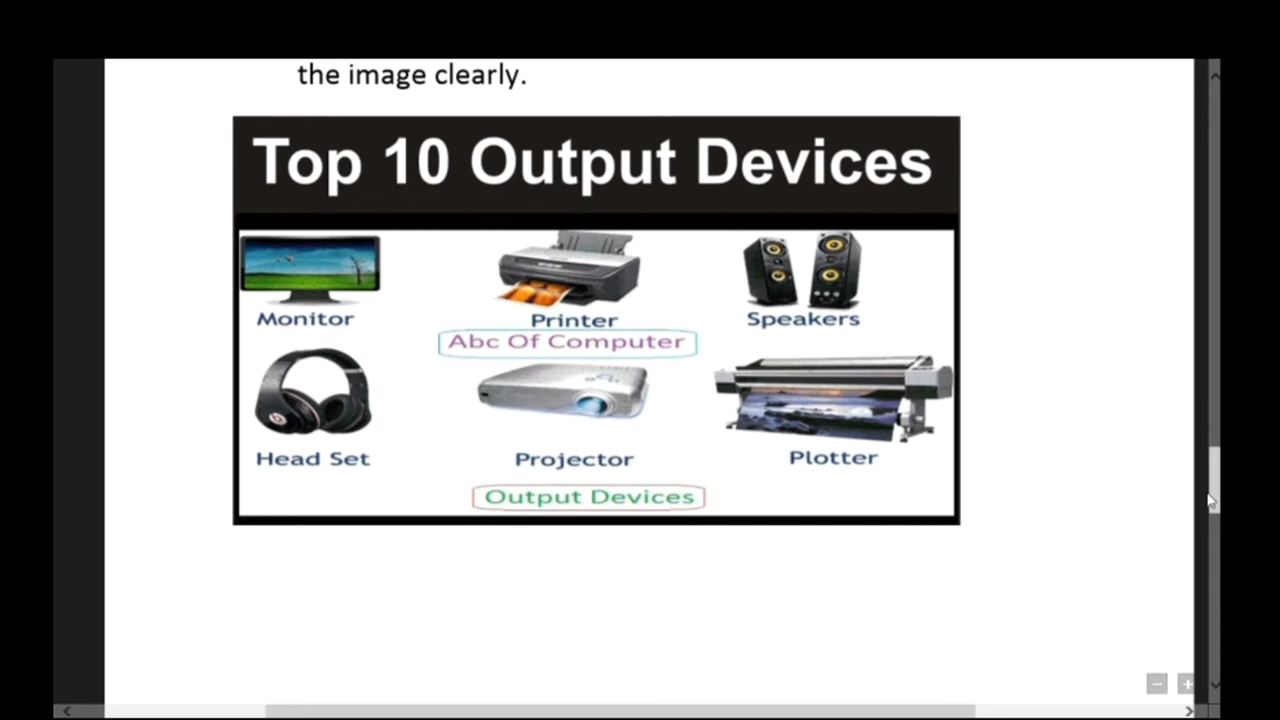 the image clearly.
Top 10 Output Devices
Monitor
Printer
Speakers
Abc Of Computer
Head Set
Projector
Plotter
Output Devices